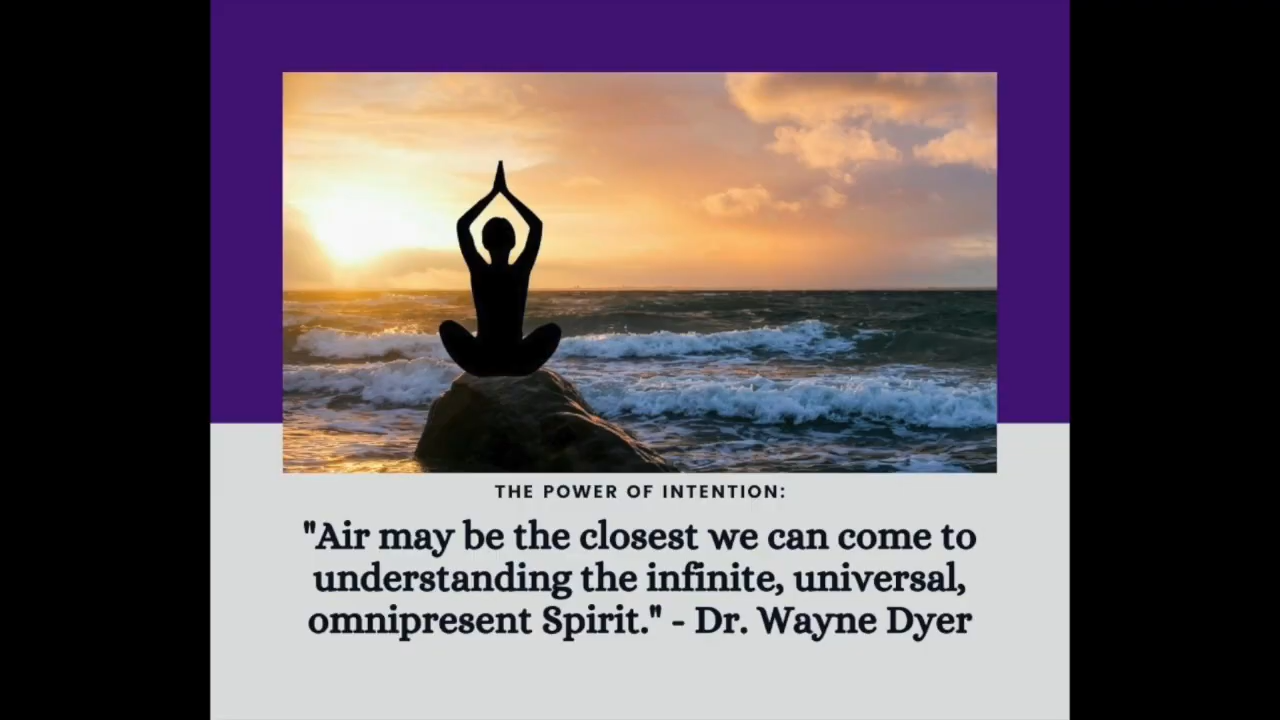 THE POWER OF INTENTION:
"Air may be the closest we can come to
understanding the infinite, universal,
omnipresent Spirit." - Dr. Wayne Dyer